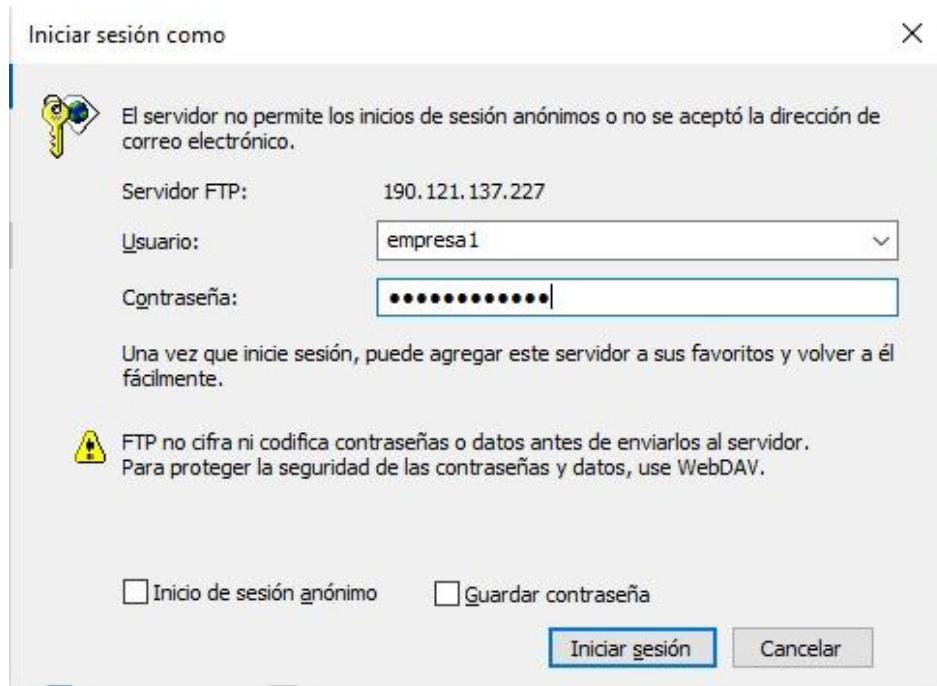 Iniciar sesión como
El servidor no permite los inicios de sesión anónimos o no se aceptó la dirección de
correo electrónico.
Servidor FTP: 190.121.137.227
Usuario: empresa1
Contraseña: ●●●●●●●●●●●●
Una vez que inicie sesión, puede agregar este servidor a sus favoritos y volver a él
fácilmente.
FTP no cifra ni codifica contraseñas o datos antes de enviarlos al servidor.
Para proteger la seguridad de las contraseñas y datos, use WebDAV.
Inicio de sesión anónimo Guardar contraseña
Iniciar sesión Cancelar